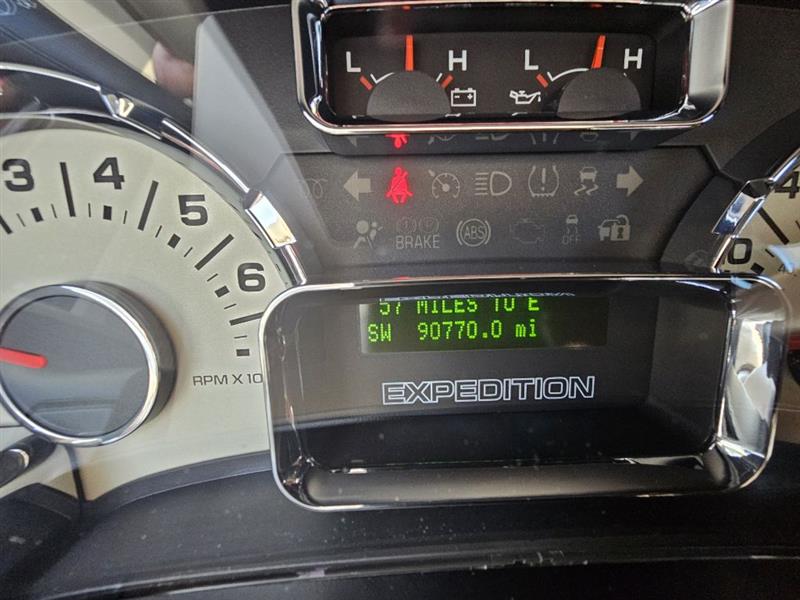 L H L H
3 4 5 6
BRAKE ABS OFF
RPM X 10
57 MILES TO E
SW 90770.0 mi
EXPEDITION